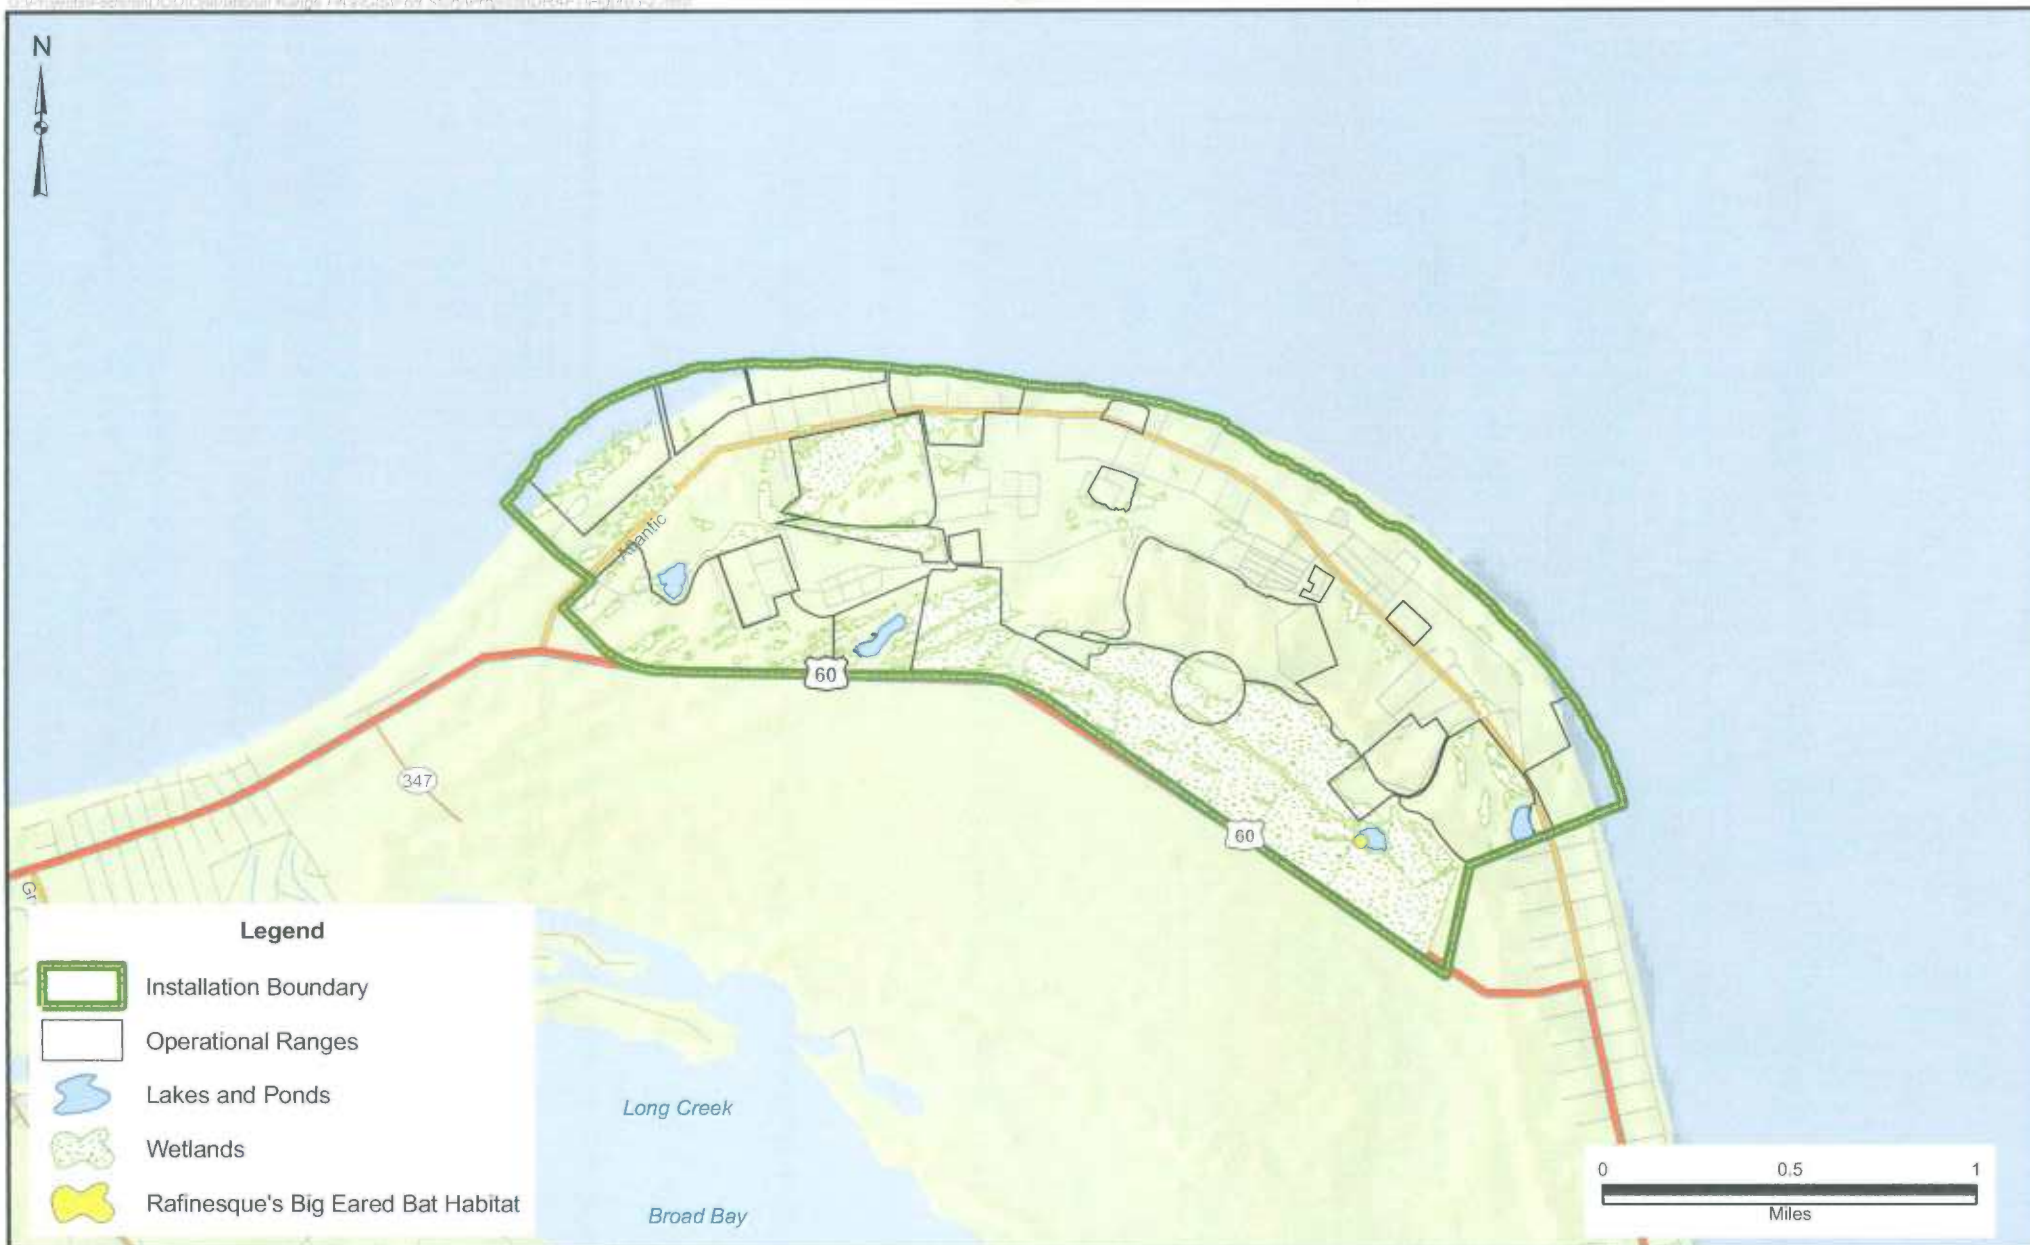 N
Atlantic
60
347
60
Gr
Legend
Installation Boundary
Operational Ranges
Lakes and Ponds
Wetlands
Rafinesque's Big Eared Bat Habitat
Long Creek
Broad Bay
0 0.5 1
Miles